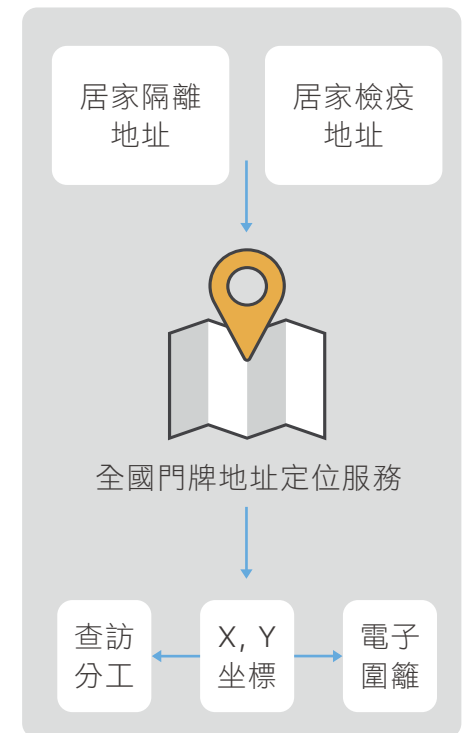 居家隔離
地址
居家檢疫
地址
全國門牌地址定位服務
查訪
分工
X, Y
坐標
電子
圍籬